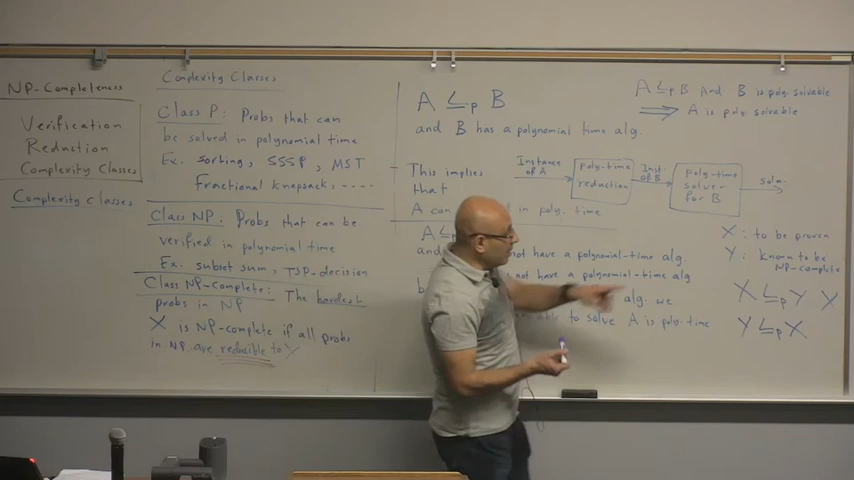 NP-Completeness
Verification
Reduction
Complexity Classes
Complexity Classes
Complexity Classes
Class P: Probs that can
be solved in polynomial time
Ex. sorting, SSSP, MST
Fractional knapsack, ----
Class NP: Probs that can be
verified in polynomial time
Ex: subset sum, TSP-decision
Class NP-complete: The hardest
probs in NP
X is NP-complete if all probs
in NP are reducible to Y
A ≤p B
and B has a polynomial time alg.
This implies
that
A can in poly. time
Instance of A
poly-time reduction
Inst. of B
poly-time solver for B
soln.
A ≤
and not have a polynomial-time alg.
not have a polynomial-time alg
alg. we
to solve A is poly-time
A ≤p B And B is poly. solvable
⟹ A is poly solvable
X: to be proven
Y: known to be
NP-complete
X ≤p Y X
Y ≤p X